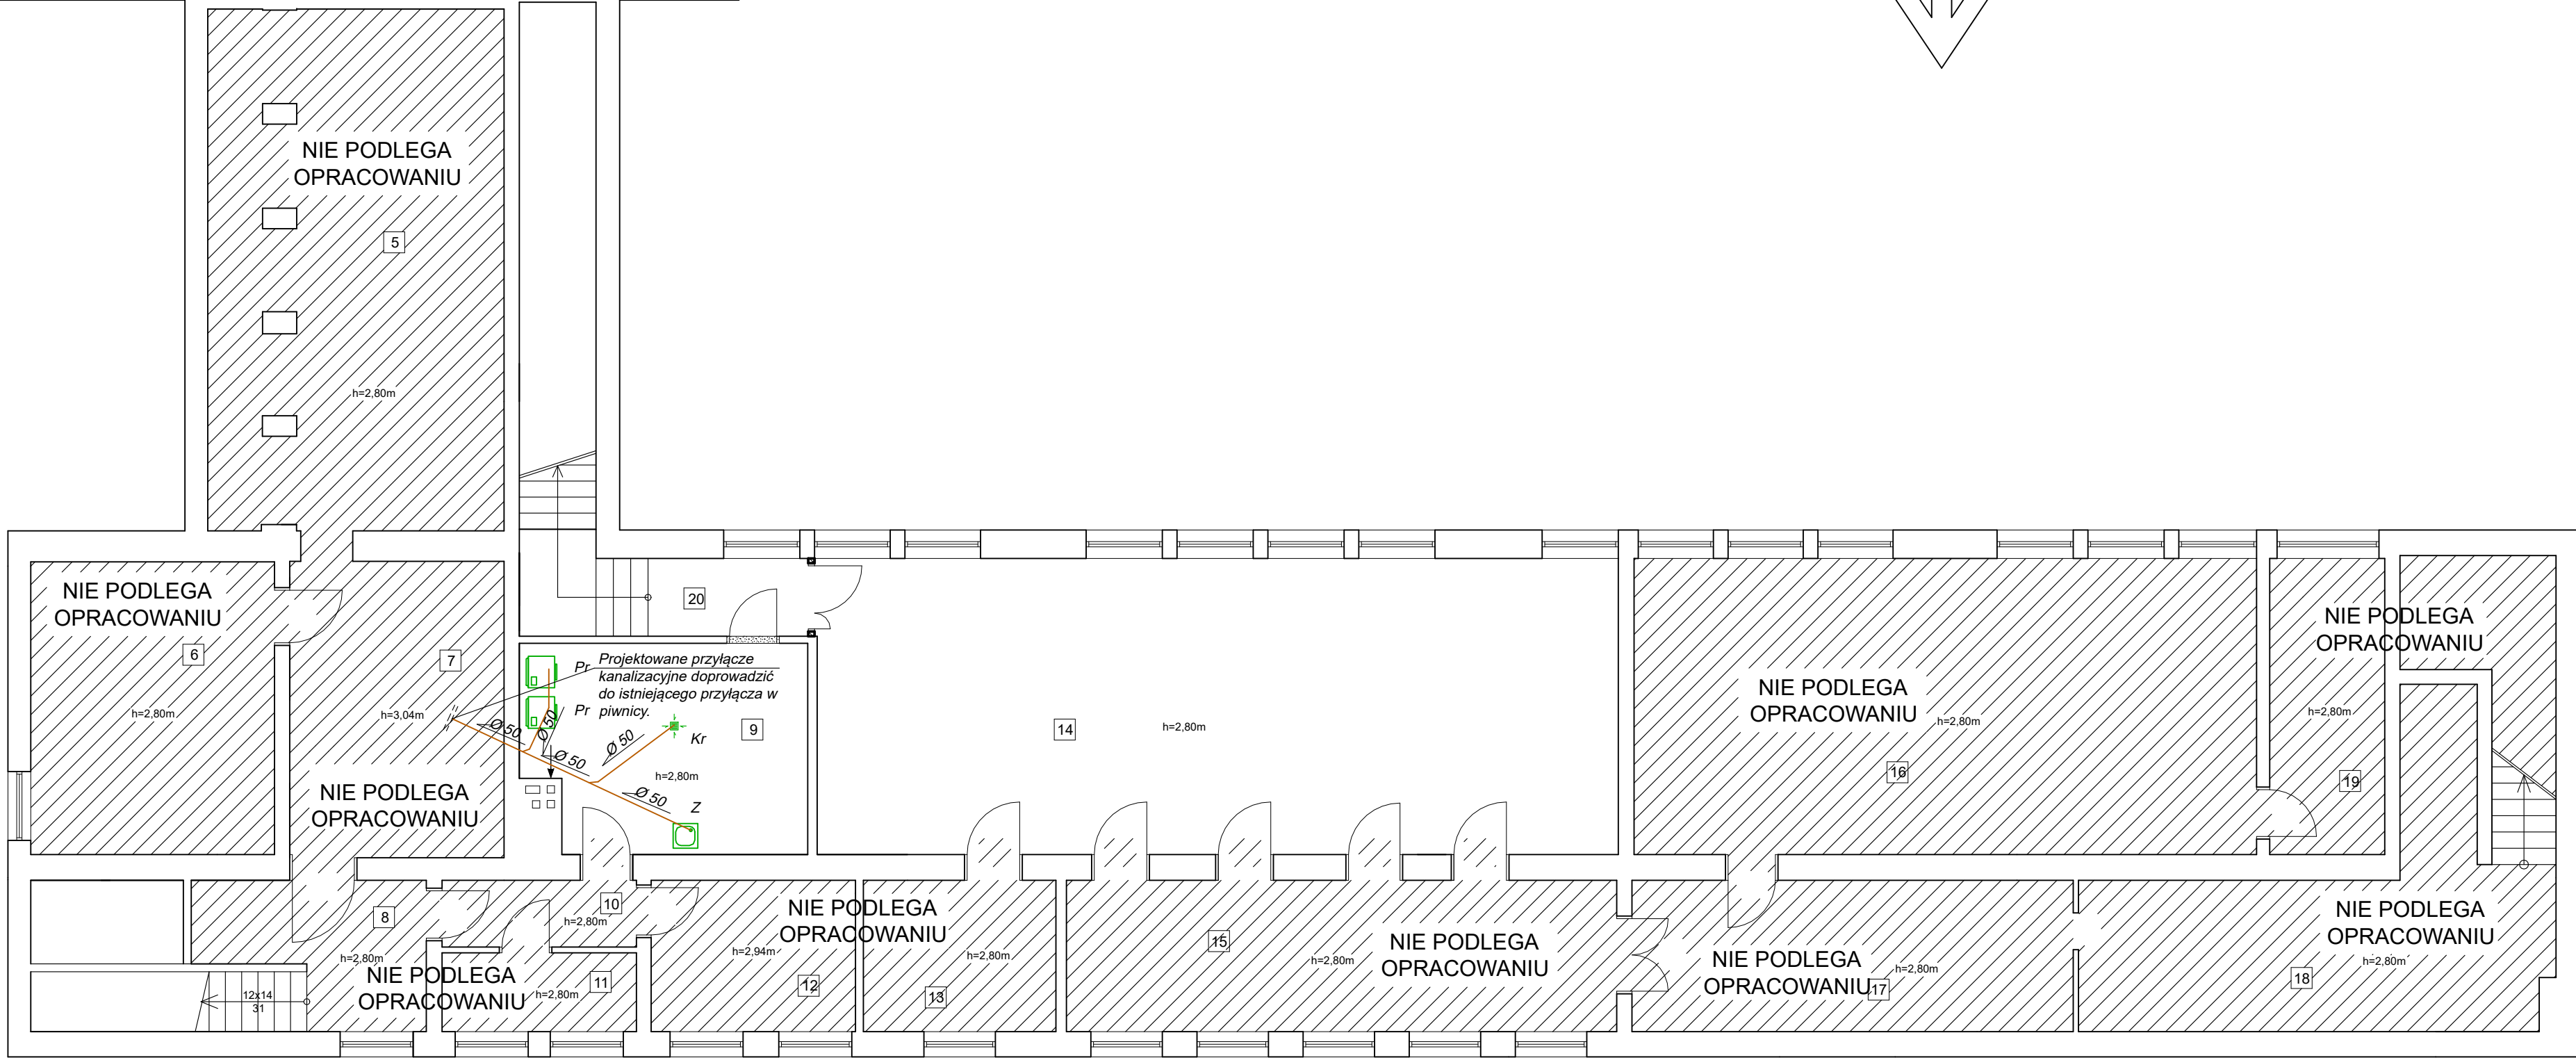 NIE PODLEGA
OPRACOWANIU
5
h=2,80m
NIE PODLEGA
OPRACOWANIU
6
h=2,80m
7
h=3,04m
NIE PODLEGA
OPRACOWANIU
20
Pr
Pr
Projektowane przyłącze
kanalizacyjne doprowadzić
do istniejącego przyłącza w
piwnicy.
Ø 50
Ø 50
Ø 50
Ø 50
Ø 50
Kr
9
h=2,80m
Z
14
h=2,80m
NIE PODLEGA
OPRACOWANIU
h=2,80m
16
NIE PODLEGA
OPRACOWANIU
h=2,80m
19
8
h=2,80m
NIE PODLEGA
OPRACOWANIU
12x14
31
10
h=2,80m
11
h=2,80m
NIE PODLEGA
OPRACOWANIU
h=2,94m
12
h=2,80m
13
15
h=2,80m
NIE PODLEGA
OPRACOWANIU
NIE PODLEGA
OPRACOWANIU
h=2,80m
17
NIE PODLEGA
OPRACOWANIU
h=2,80m
18